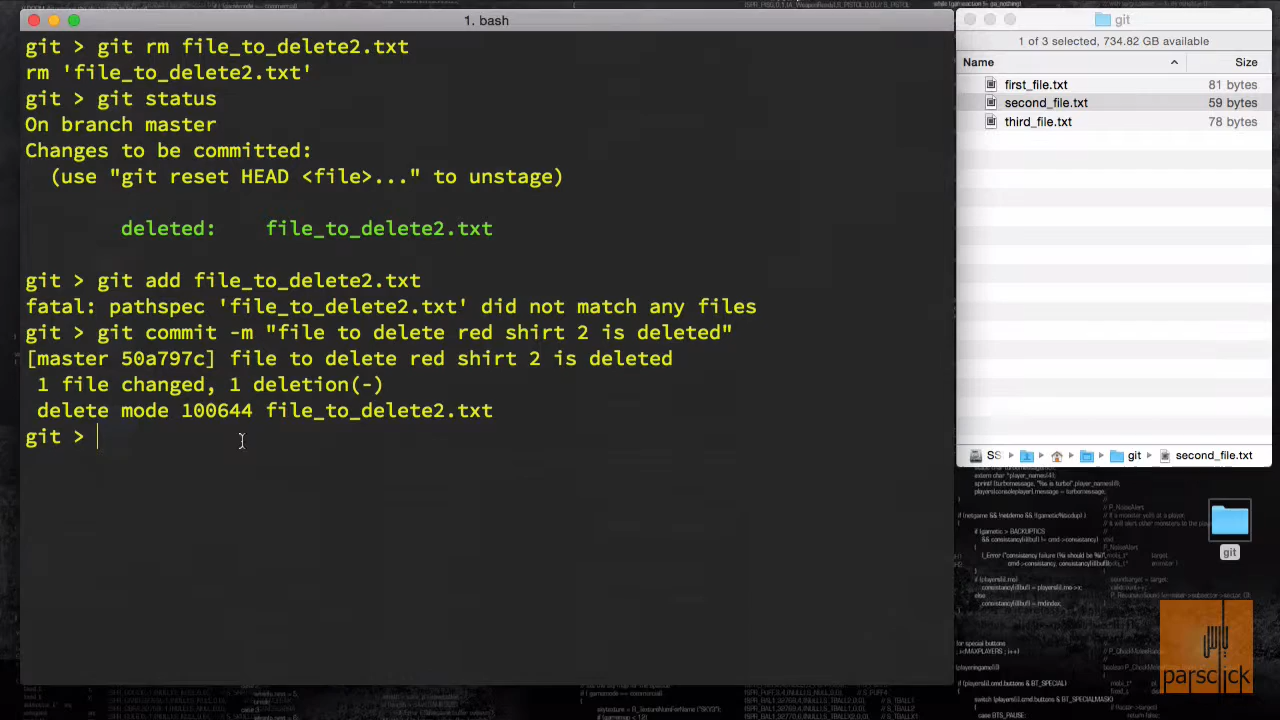 1. bash
git > git rm file_to_delete2.txt
rm 'file_to_delete2.txt'
git > git status
On branch master
Changes to be committed:
(use "git reset HEAD <file>..." to unstage)
deleted: file_to_delete2.txt
git > git add file_to_delete2.txt
fatal: pathspec 'file_to_delete2.txt' did not match any files
git > git commit -m "file to delete red shirt 2 is deleted"
[master 50a797c] file to delete red shirt 2 is deleted
1 file changed, 1 deletion(-)
delete mode 100644 file_to_delete2.txt
git >
git
1 of 3 selected, 734.82 GB available
Name Size
first_file.txt 81 bytes
second_file.txt 59 bytes
third_file.txt 78 bytes
SS git second_file.txt
git
پارس
parsclick